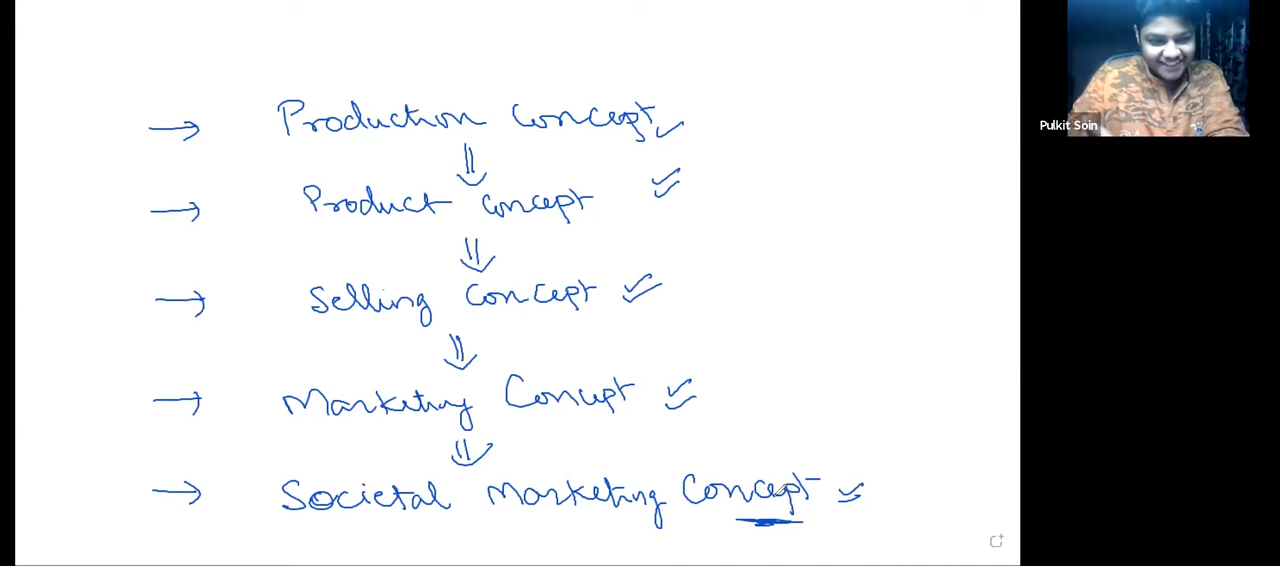 Production Concept
Product Concept
Selling Concept
Marketing Concept
Societal Marketing Concept
Pulkit Soin